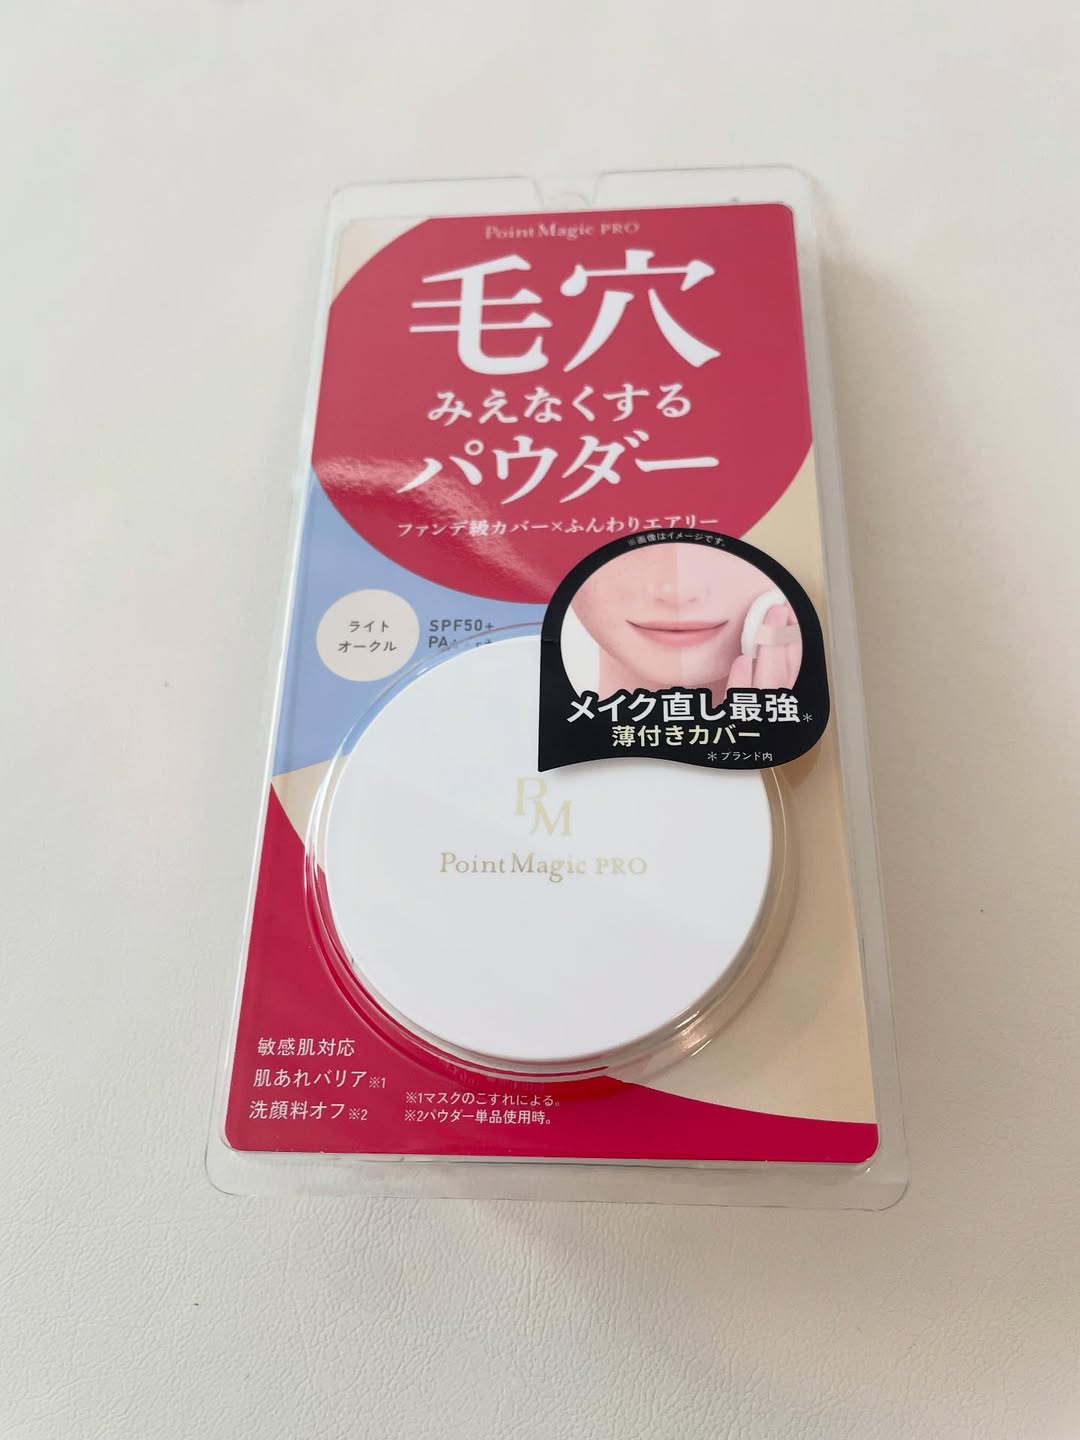 Point Magic PRO
毛穴
みえなくする
パウダー
ファンデ級カバー×ふんわりエアリー
※画像はイメージです。
ライト
オークル
SPF50+
PA
メイク直し最強*
薄付きカバー
*ブランド内
PM
Point Magic PRO
敏感肌対応
肌あれバリア※1
洗顔料オフ※2
※1マスクのこすれによる。
※2パウダー単品使用時。